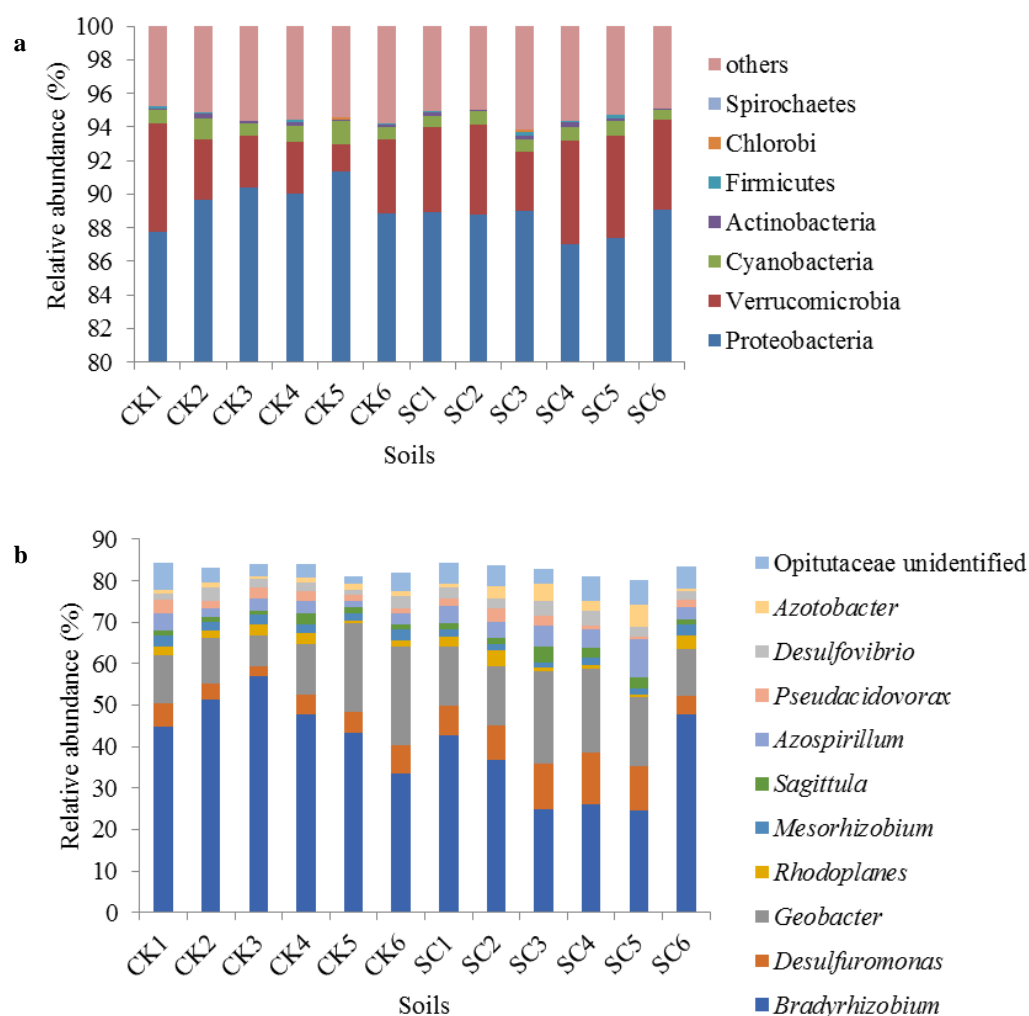 a
Relative abundance (%)
100
98
96
94
92
90
88
86
84
82
80
CK1 CK2 CK3 CK4 CK5 CK6 SC1 SC2 SC3 SC4 SC5 SC6
Soils
others
Spirochaetes
Chlorobi
Firmicutes
Actinobacteria
Cyanobacteria
Verrucomicrobia
Proteobacteria
b
Relative abundance (%)
90
80
70
60
50
40
30
20
10
0
CK1 CK2 CK3 CK4 CK5 CK6 SC1 SC2 SC3 SC4 SC5 SC6
Soils
Opitutaceae unidentified
Azotobacter
Desulfovibrio
Pseudacidovorax
Azospirillum
Sagittula
Mesorhizobium
Rhodoplanes
Geobacter
Desulfuromonas
Bradyrhizobium